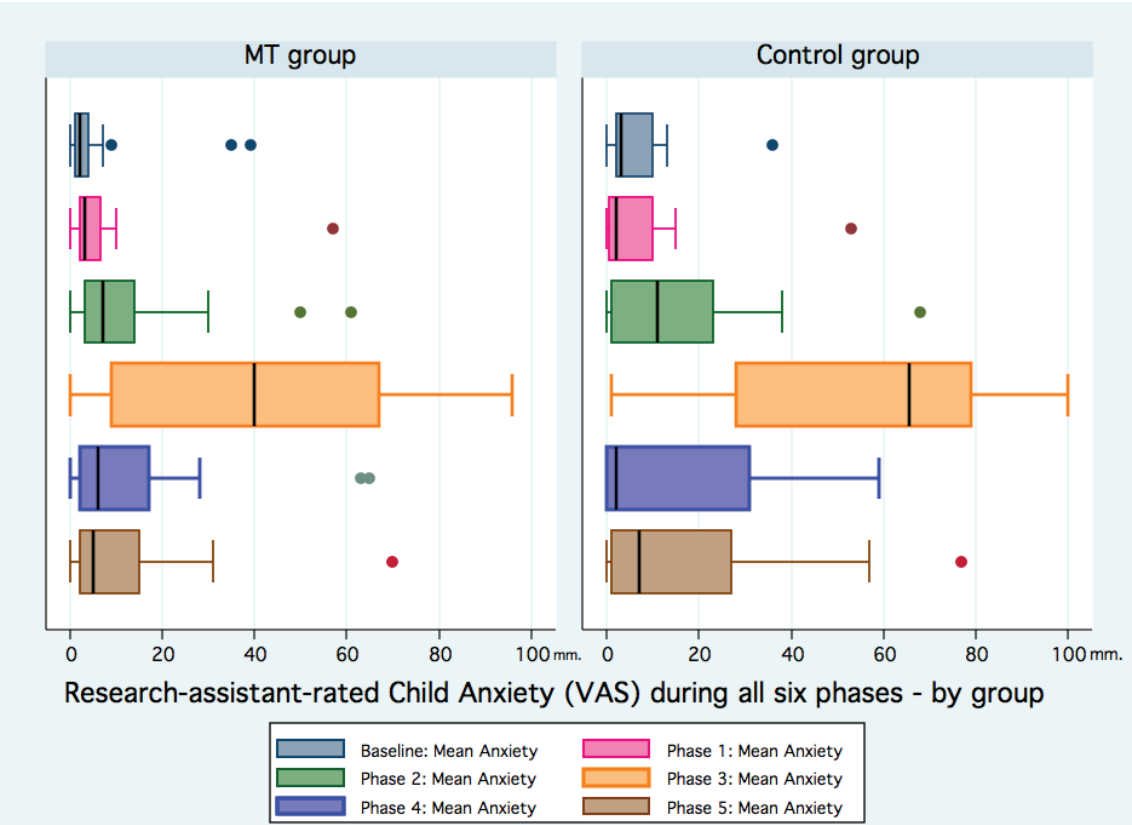 MT group
Control group
0 20 40 60 80 100 mm.
0 20 40 60 80 100 mm.
Research-assistant-rated Child Anxiety (VAS) during all six phases - by group
Baseline: Mean Anxiety
Phase 1: Mean Anxiety
Phase 2: Mean Anxiety
Phase 3: Mean Anxiety
Phase 4: Mean Anxiety
Phase 5: Mean Anxiety